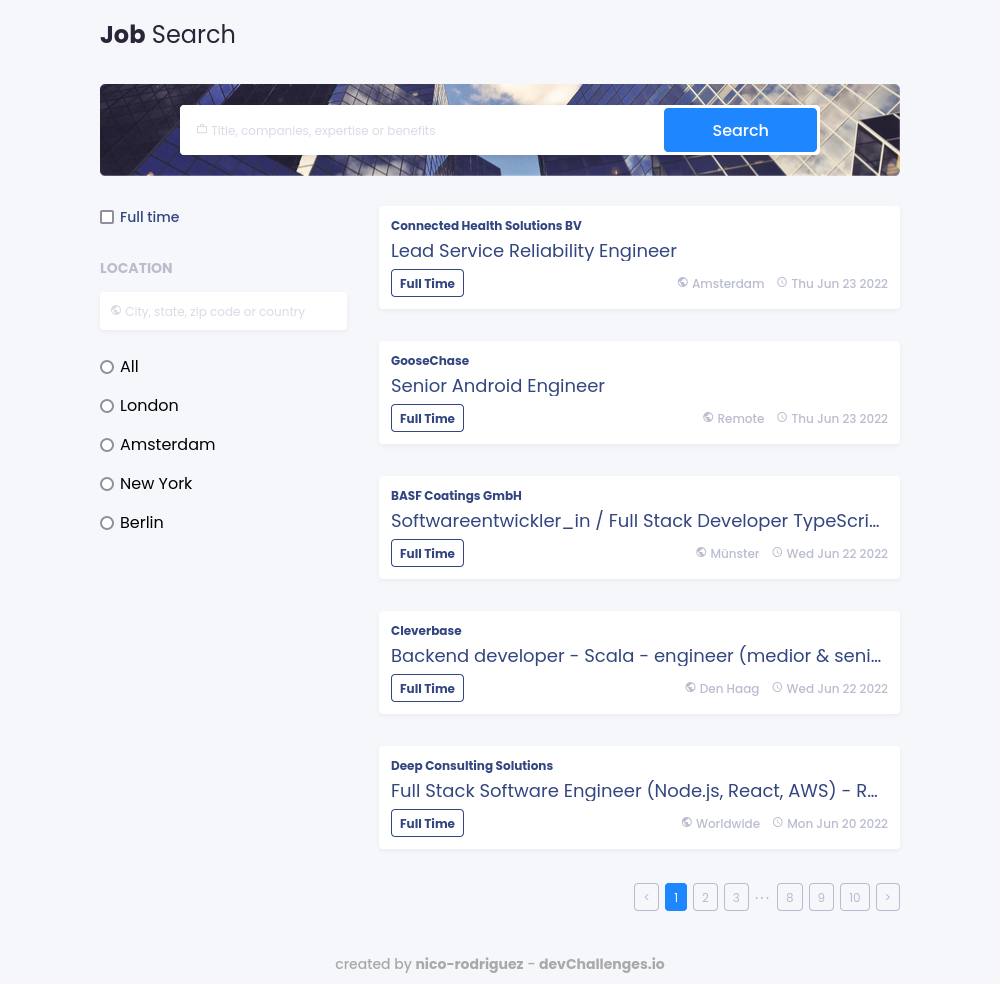 Job Search
Title, companies, expertise or benefits
Search
Full time
LOCATION
City, state, zip code or country
All
London
Amsterdam
New York
Berlin
Connected Health Solutions BV
Lead Service Reliability Engineer
Full Time Amsterdam Thu Jun 23 2022
GooseChase
Senior Android Engineer
Full Time Remote Thu Jun 23 2022
BASF Coatings GmbH
Softwareentwickler_in / Full Stack Developer TypeScri...
Full Time Münster Wed Jun 22 2022
Cleverbase
Backend developer - Scala - engineer (medior & seni...
Full Time Den Haag Wed Jun 22 2022
Deep Consulting Solutions
Full Stack Software Engineer (Node.js, React, AWS) - R...
Full Time Worldwide Mon Jun 20 2022
< 1 2 3 ··· 8 9 10 >
created by nico-rodriguez - devChallenges.io